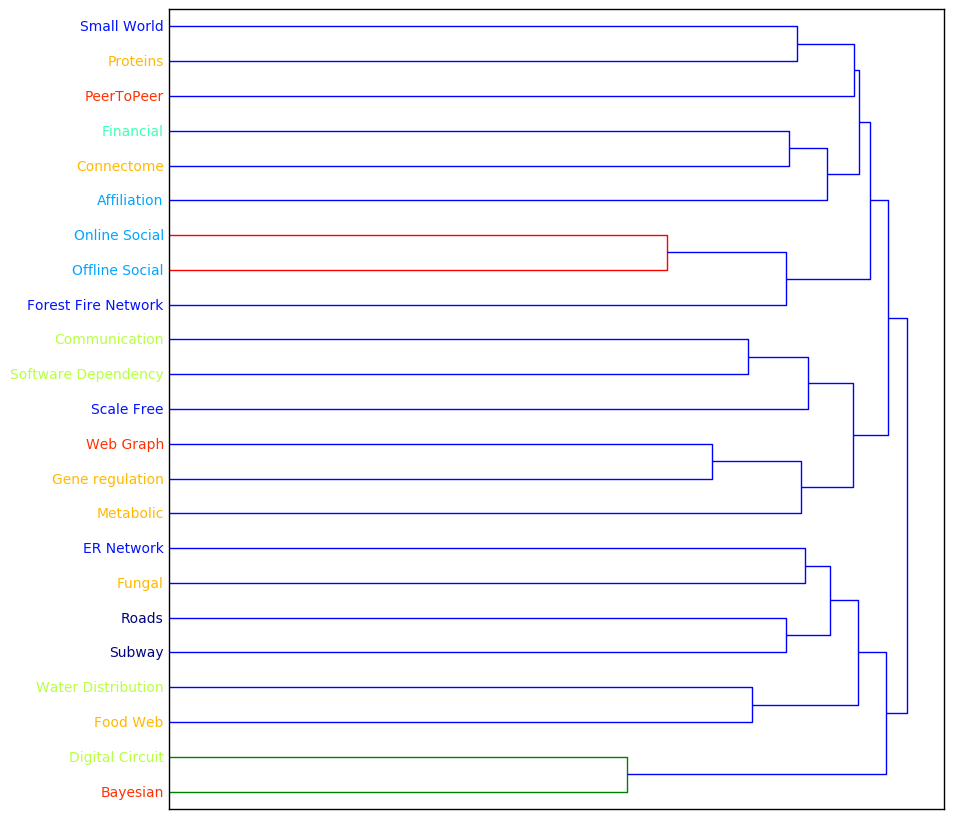 Small World
Proteins
PeerToPeer
Financial
Connectome
Affiliation
Online Social
Offline Social
Forest Fire Network
Communication
Software Dependency
Scale Free
Web Graph
Gene regulation
Metabolic
ER Network
Fungal
Roads
Subway
Water Distribution
Food Web
Digital Circuit
Bayesian